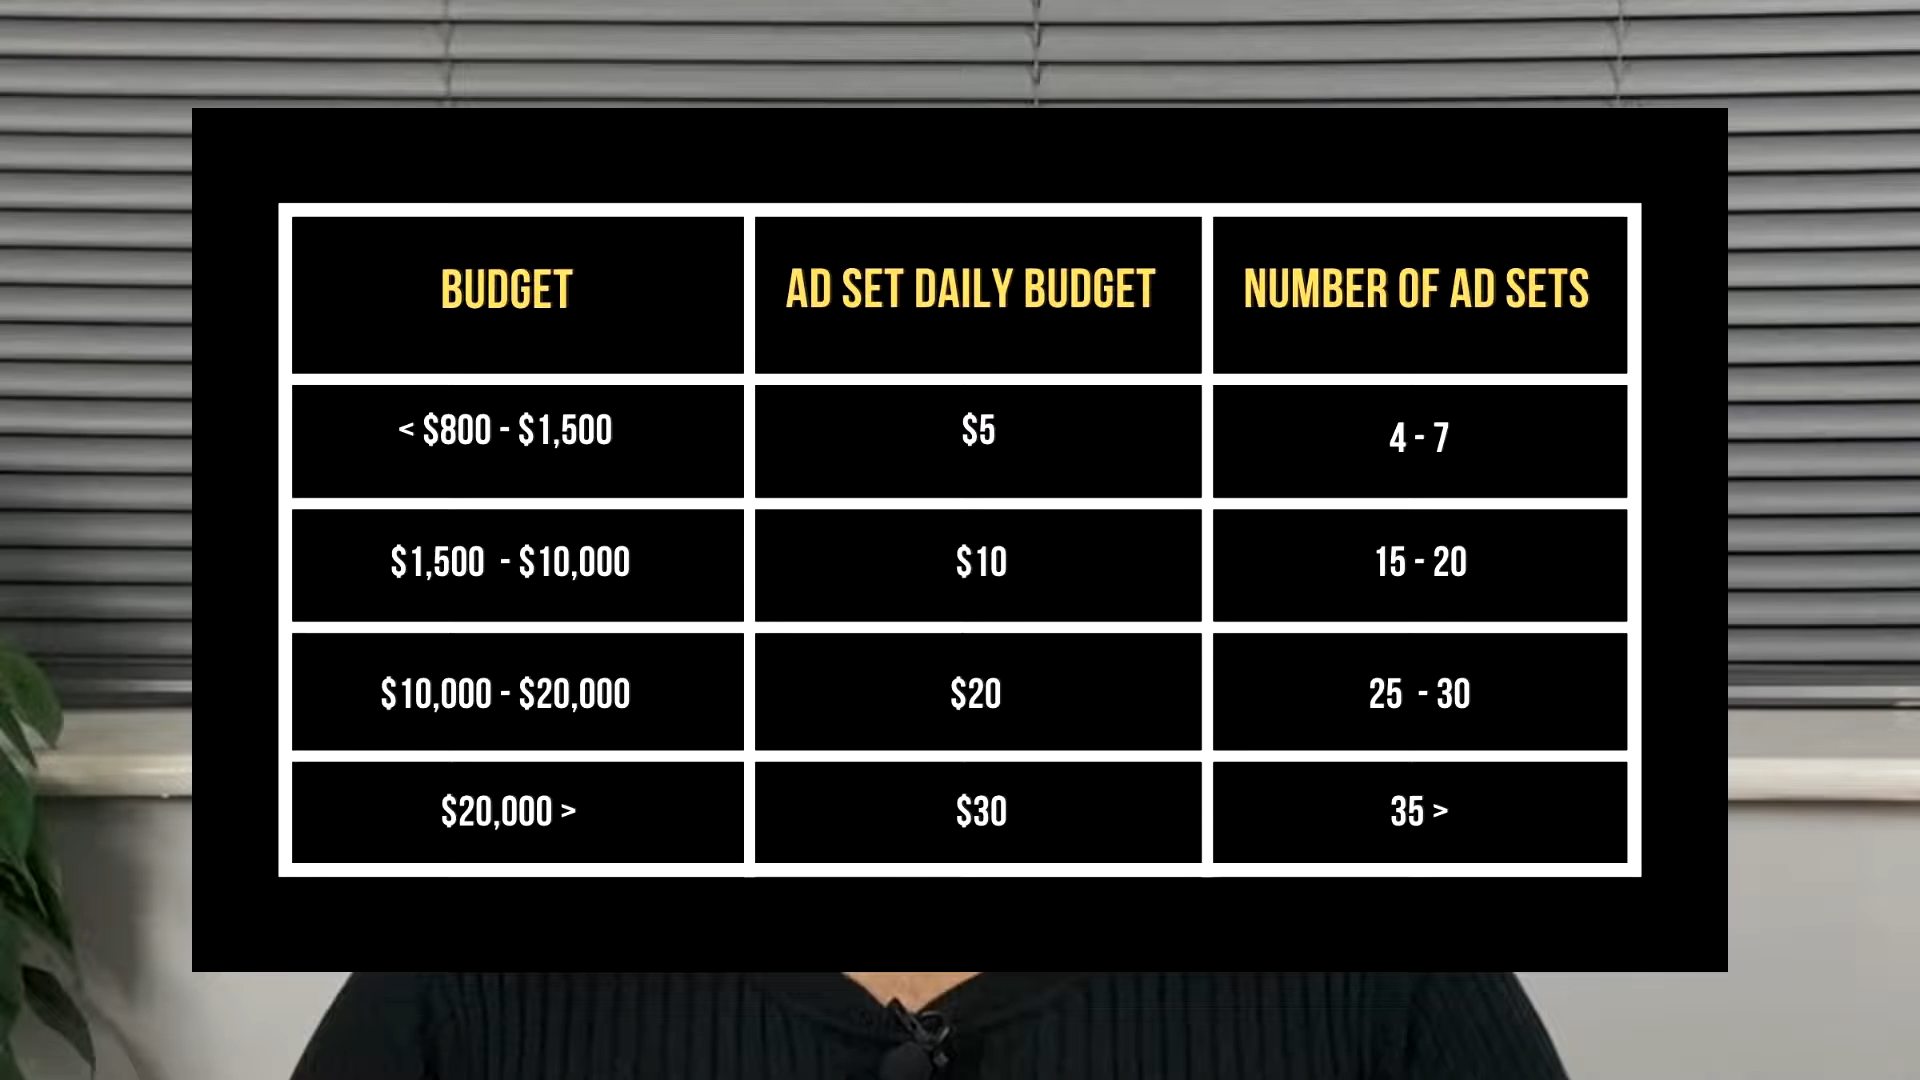 BUDGET AD SET DAILY BUDGET NUMBER OF AD SETS
< $800 - $1,500 $5 4 - 7
$1,500 - $10,000 $10 15 - 20
$10,000 - $20,000 $20 25 - 30
$20,000 > $30 35 >